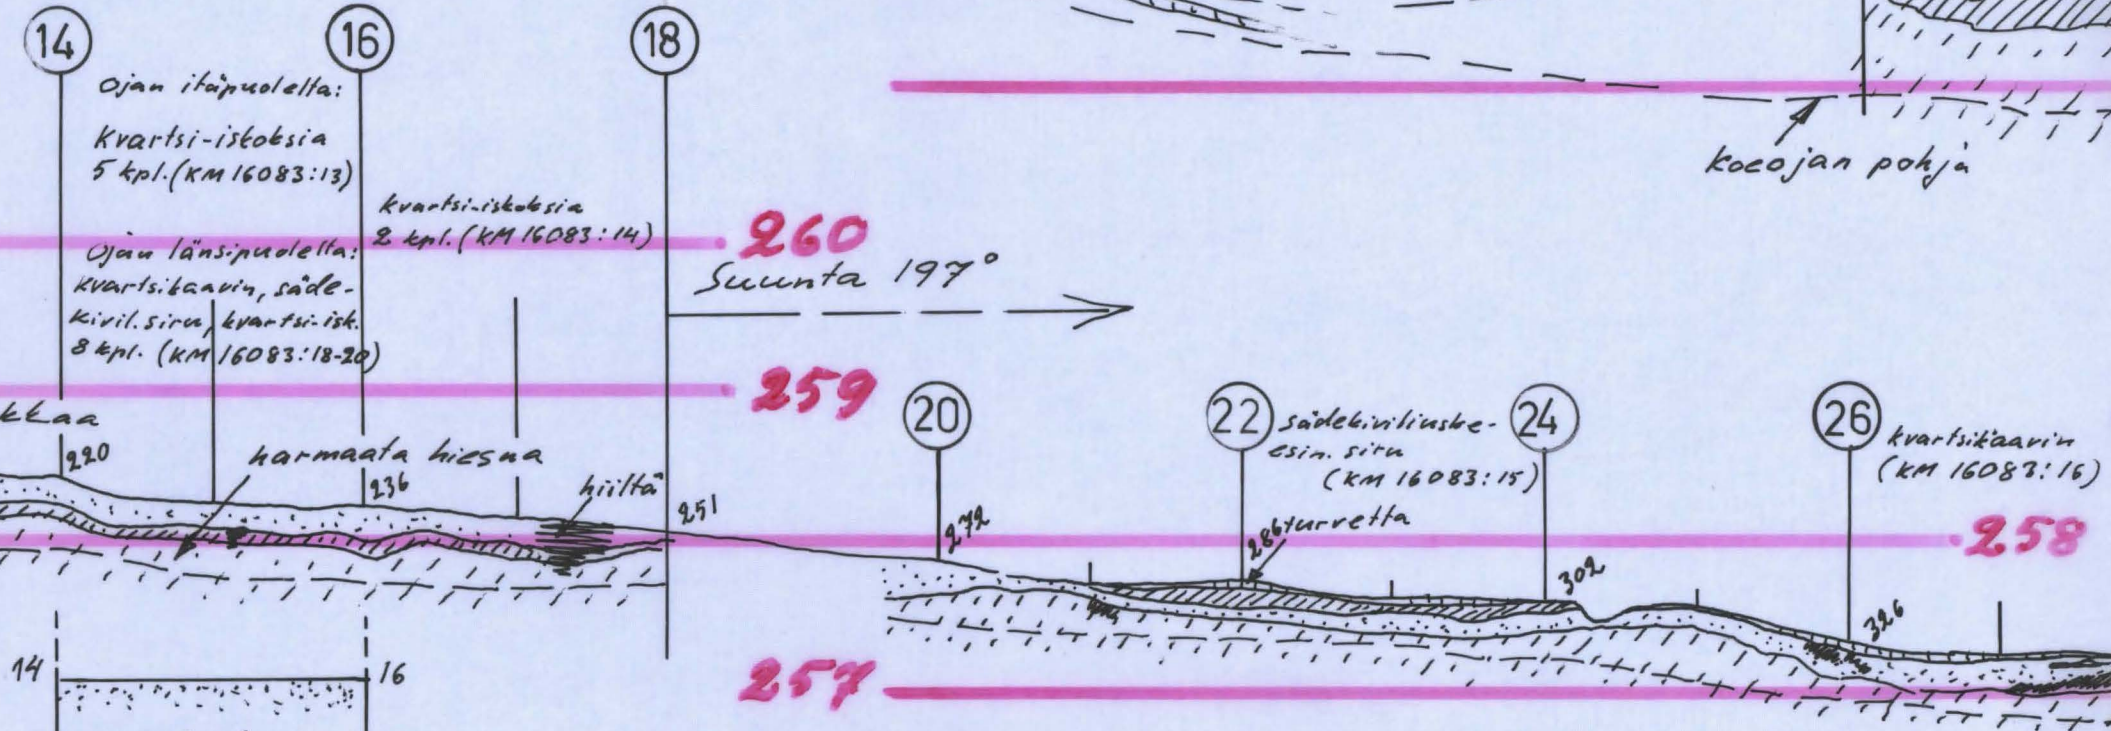 14
16
18
Ojan itäpuolelta:
Kvartsi-iskoksia
5 kpl. (KM 16083:13)
kvartsi-iskoksia
2 kpl. (KM 16083:14)
Ojan länsipuolelta:
kvartsikaavin, säde-
kivil. siru, kvartsi-isk.
8 kpl. (KM 16083:18-20)
koeojan pohja
260
Suunta 197°
259
kkaa
220
harmaata hiesua
236
hiiltä
251
20
22
sädekiviliuske-
esin. siru
(KM 16083:15)
24
26
kvartsikaavin
(KM 16083:16)
272
286
turvetta
302
326
258
257
14
16